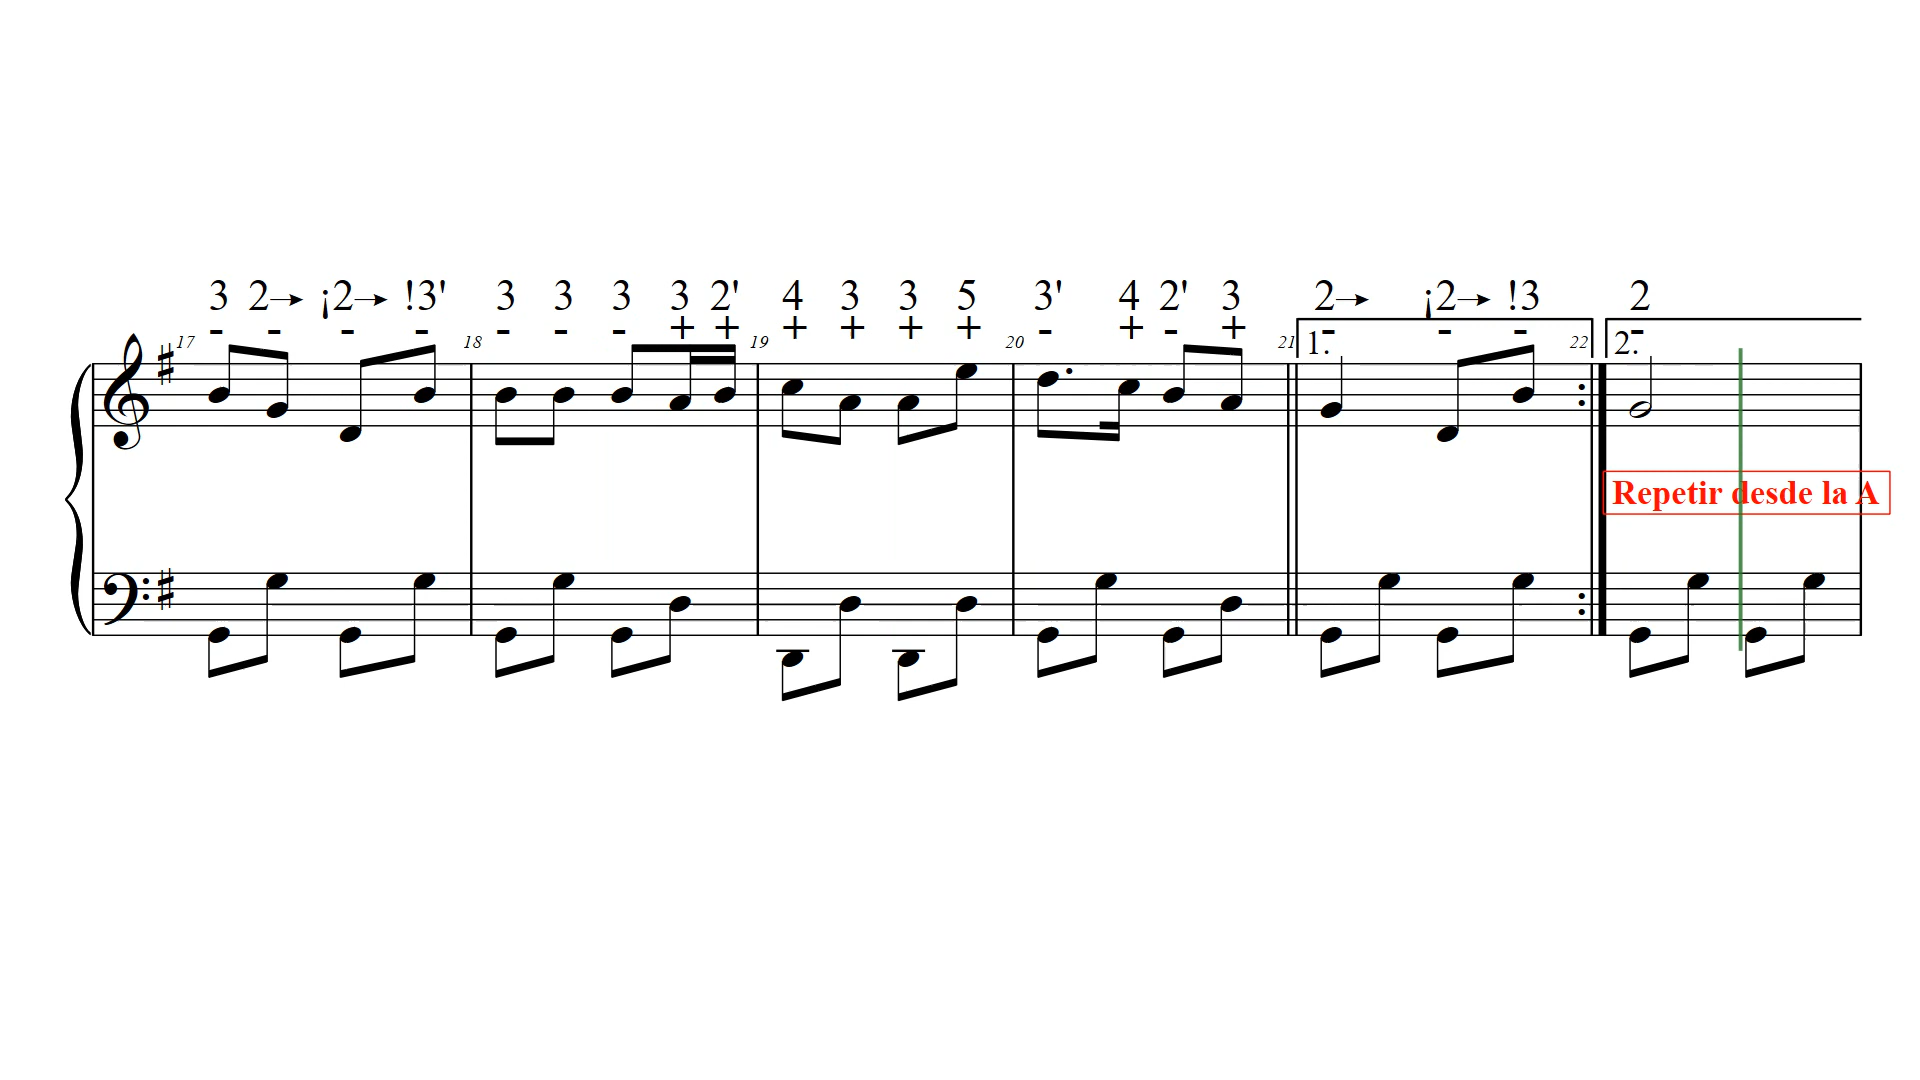 3 2→ ¡2→ !3' 3 3 3 3 2' 4 3 3 5 3' 4 2' 3 2→ ¡2→ !3 2
- - - - - - - + + + + + + - + - + - - - -
17 18 19 20 21 1. 22 2.
Repetir desde la A